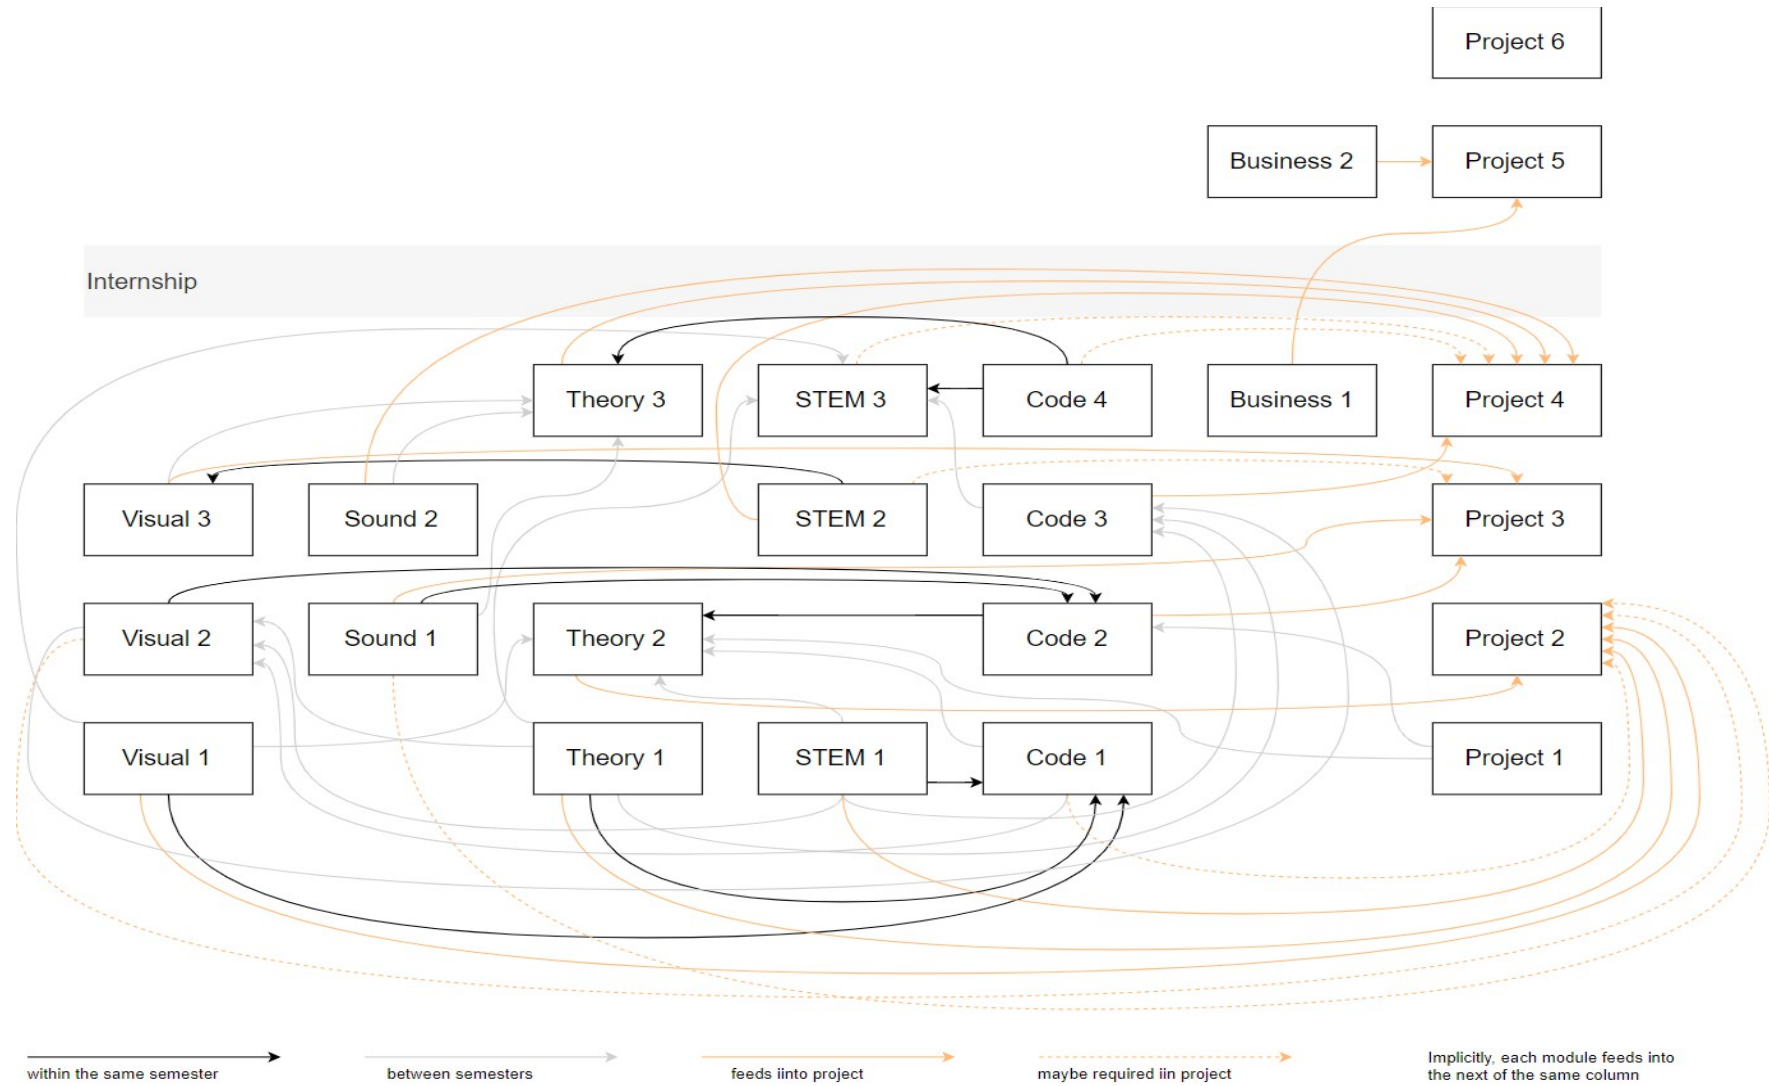 Project 6
Business 2
Project 5
Internship
Theory 3
STEM 3
Code 4
Business 1
Project 4
Visual 3
Sound 2
STEM 2
Code 3
Project 3
Visual 2
Sound 1
Theory 2
Code 2
Project 2
Visual 1
Theory 1
STEM 1
Code 1
Project 1
within the same semester
between semesters
feeds iinto project
maybe required iin project
Implicitly, each module feeds into
the next of the same column